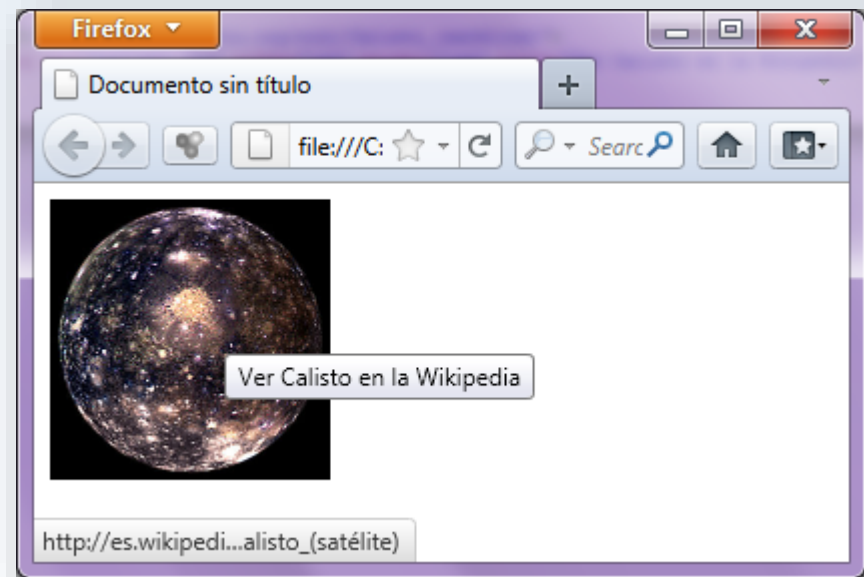 Firefox
Documento sin título
file:///C:
Searc
Ver Calisto en la Wikipedia
http://es.wikipedi...alisto_(satélite)